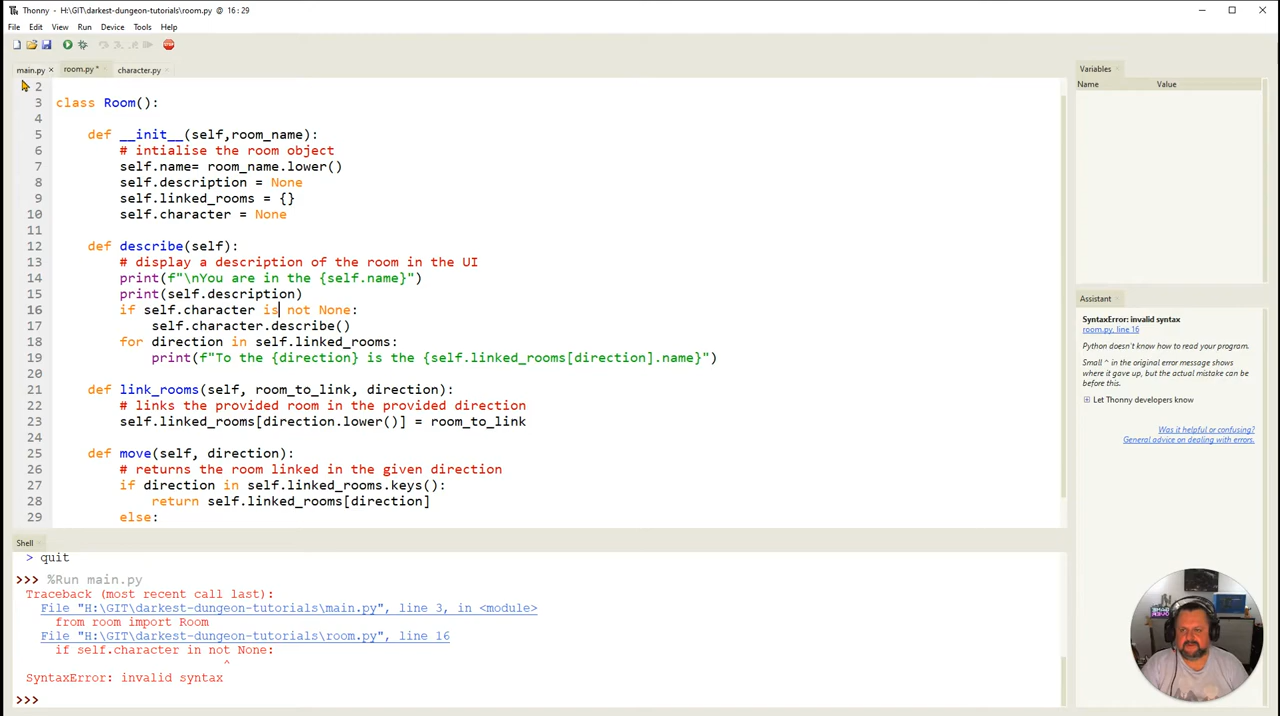 Thonny - H:\GIT\darkest-dungeon-tutorials\room.py @ 16 : 29
File Edit View Run Device Tools Help
main.py × room.py * × character.py ×
2
3 class Room():
4
5 def __init__(self,room_name):
6 # intialise the room object
7 self.name= room_name.lower()
8 self.description = None
9 self.linked_rooms = {}
10 self.character = None
11
12 def describe(self):
13 # display a description of the room in the UI
14 print(f"\nYou are in the {self.name}")
15 print(self.description)
16 if self.character is not None:
17 self.character.describe()
18 for direction in self.linked_rooms:
19 print(f"To the {direction} is the {self.linked_rooms[direction].name}")
20
21 def link_rooms(self, room_to_link, direction):
22 # links the provided room in the provided direction
23 self.linked_rooms[direction.lower()] = room_to_link
24
25 def move(self, direction):
26 # returns the room linked in the given direction
27 if direction in self.linked_rooms.keys():
28 return self.linked_rooms[direction]
29 else:
Shell ×
> quit
>>> %Run main.py
Traceback (most recent call last):
File "H:\GIT\darkest-dungeon-tutorials\main.py", line 3, in <module>
from room import Room
File "H:\GIT\darkest-dungeon-tutorials\room.py", line 16
if self.character in not None:
^
SyntaxError: invalid syntax
>>>
Variables ×
Name Value
Assistant ×
SyntaxError: invalid syntax
room.py, line 16
Python doesn't know how to read your program.
Small ^ in the original error message shows
where it gave up, but the actual mistake can be
before this.
Let Thonny developers know
Was it helpful or confusing?
General advice on dealing with errors.